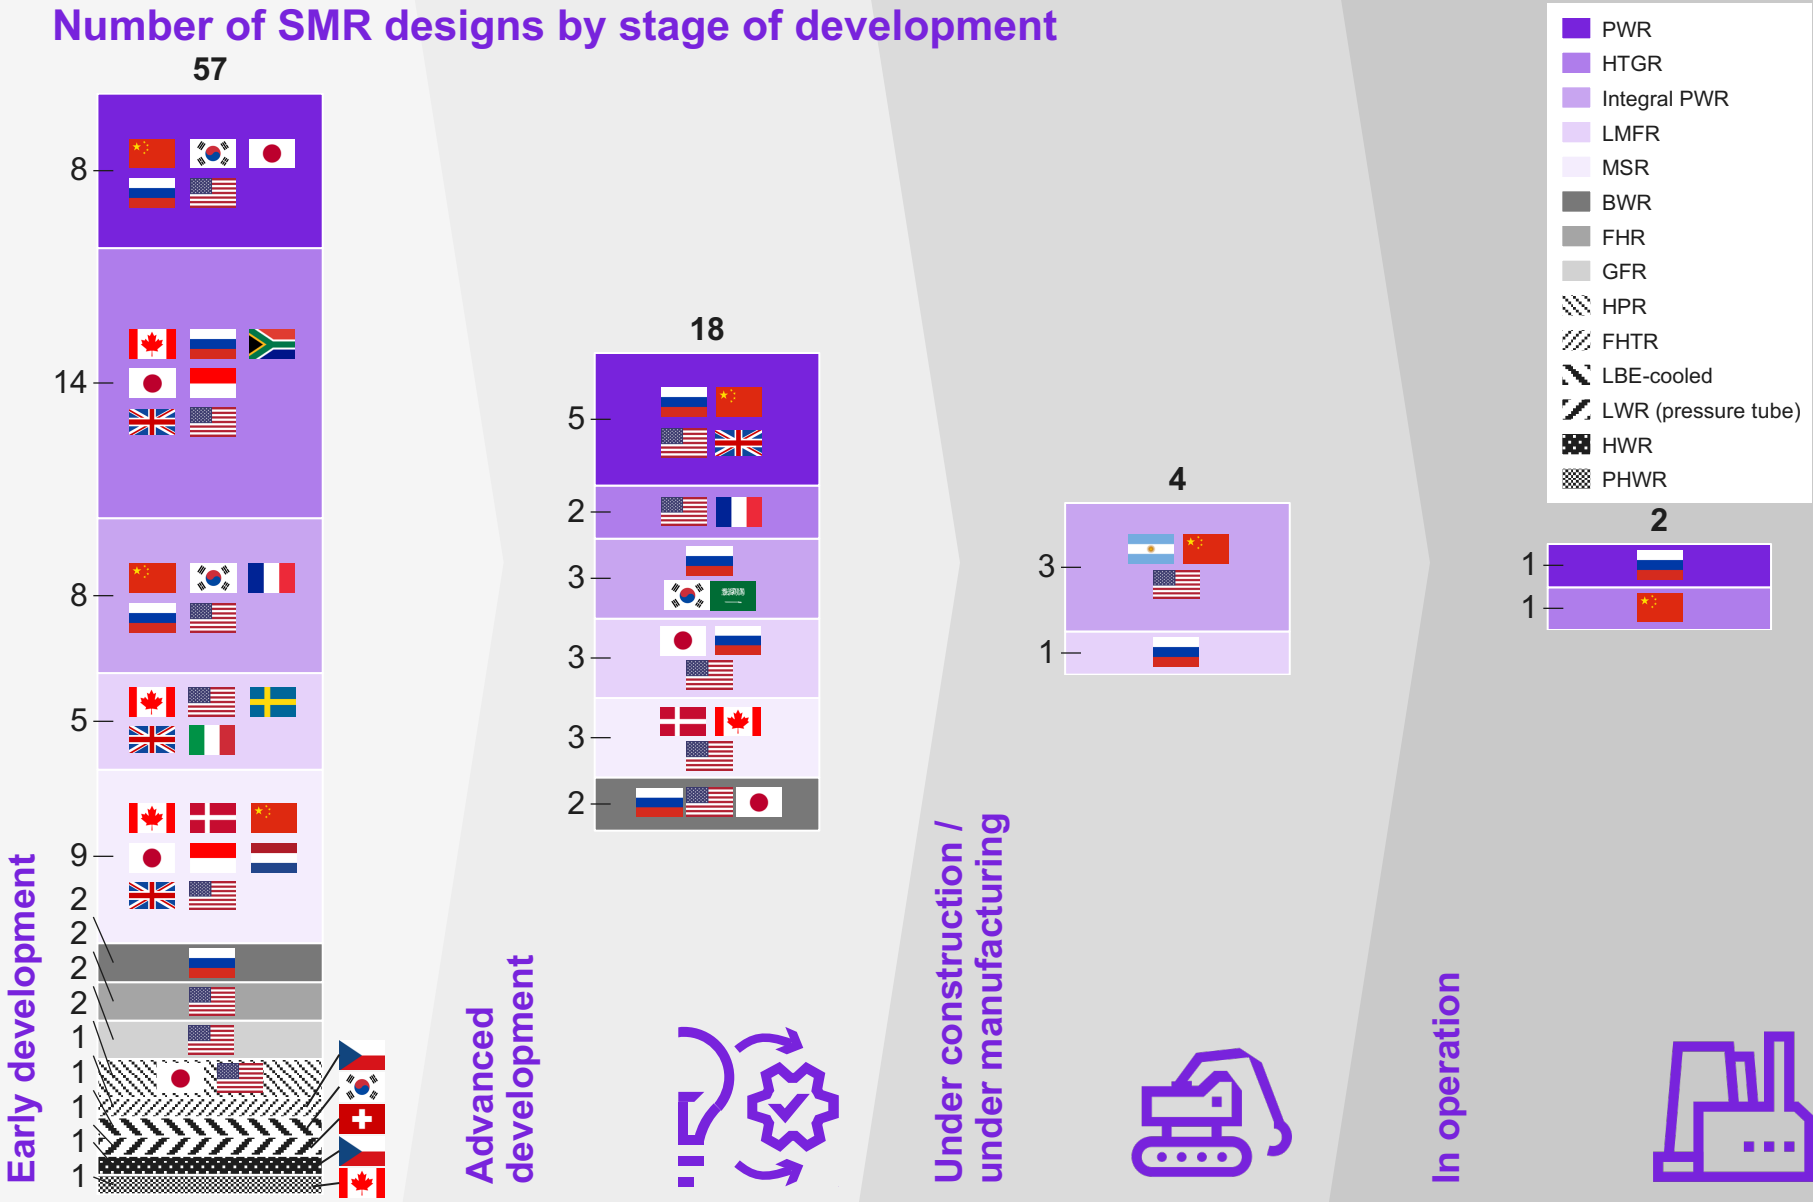 Number of SMR designs by stage of development
57
8
14
8
5
9
2
2
2
2
1
1
1
1
1
Early development
18
5
2
3
3
3
2
Advanced
development
4
3
1
Under construction /
under manufacturing
2
1
1
In operation
PWR
HTGR
Integral PWR
LMFR
MSR
BWR
FHR
GFR
HPR
FHTR
LBE-cooled
LWR (pressure tube)
HWR
PHWR